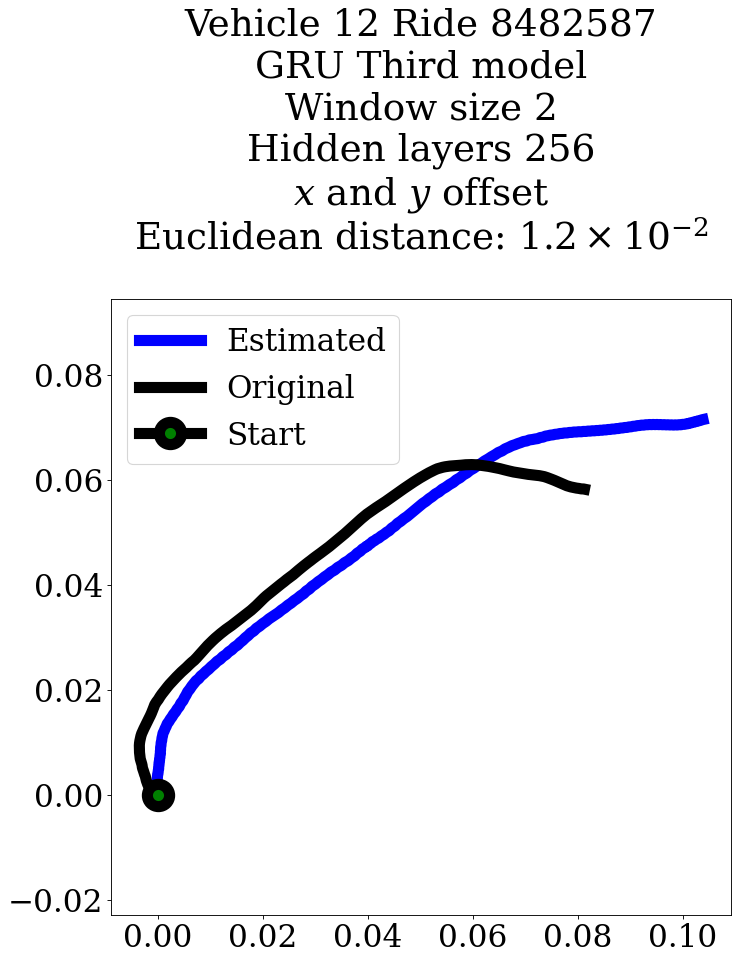 Vehicle 12 Ride 8482587
GRU Third model
Window size 2
Hidden layers 256
x and y offset
Euclidean distance: 1.2 × 10⁻²
Estimated
Original
Start
0.08
0.06
0.04
0.02
0.00
−0.02
0.00 0.02 0.04 0.06 0.08 0.10